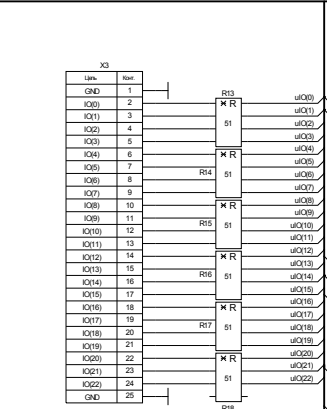 X3
Цепь Конт.
GND 1
IO(0) 2
IO(1) 3
IO(2) 4
IO(3) 5
IO(4) 6
IO(5) 7
IO(6) 8
IO(7) 9
IO(8) 10
IO(9) 11
IO(10) 12
IO(11) 13
IO(12) 14
IO(13) 15
IO(14) 16
IO(15) 17
IO(16) 18
IO(17) 19
IO(18) 20
IO(19) 21
IO(20) 22
IO(21) 23
IO(22) 24
GND 25
R13
* R
51
R14
* R
51
R15
* R
51
R16
* R
51
R17
* R
51
* R
51
R18
uIO(0)
uIO(1)
uIO(2)
uIO(3)
uIO(4)
uIO(5)
uIO(6)
uIO(7)
uIO(8)
uIO(9)
uIO(10)
uIO(11)
uIO(12)
uIO(13)
uIO(14)
uIO(15)
uIO(16)
uIO(17)
uIO(18)
uIO(19)
uIO(20)
uIO(21)
uIO(22)